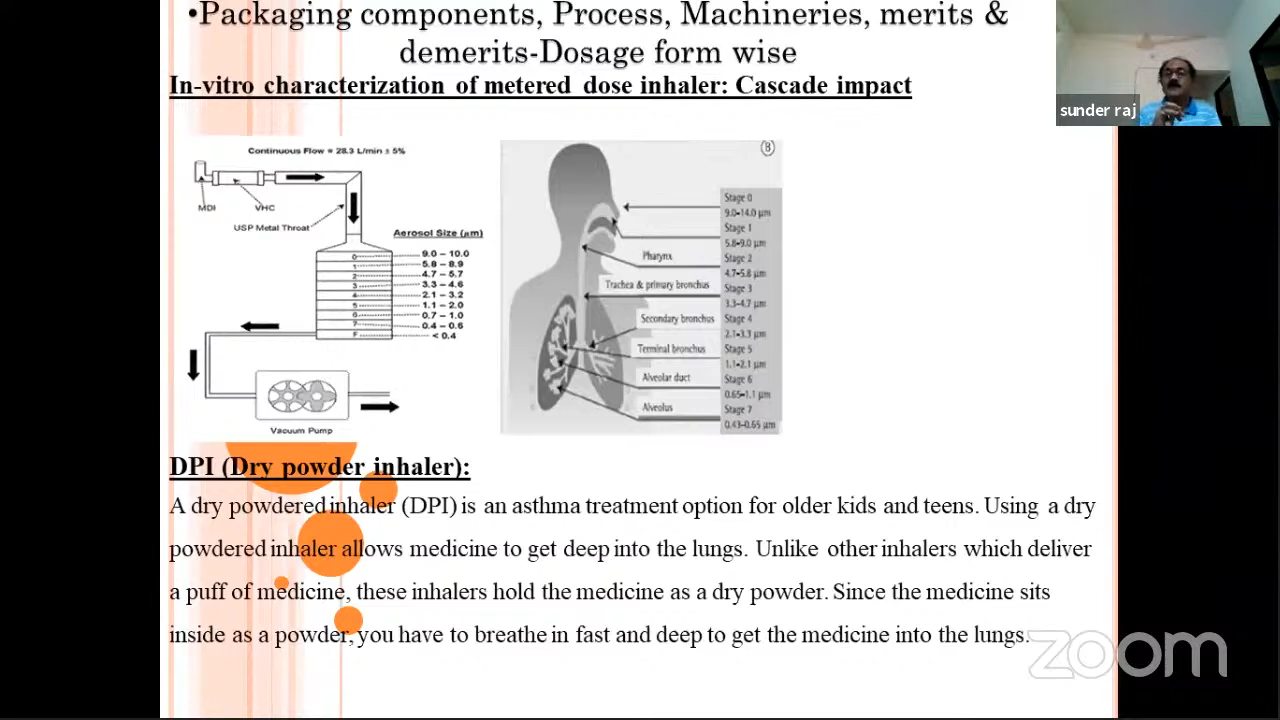 •Packaging components, Process, Machineries, merits &
demerits-Dosage form wise
In-vitro characterization of metered dose inhaler: Cascade impact
sunder raj
Continuous Flow = 28.3 L/min ± 5%
MDI
VHC
USP Metal Throat
Aerosol Size (µm)
0 9.0 – 10.0
1 5.8 – 8.9
2 4.7 – 5.7
3 3.3 – 4.6
4 2.1 – 3.2
5 1.1 – 2.0
6 0.7 – 1.0
7 0.4 – 0.6
F < 0.4
Vacuum Pump
B
Stage 0
9.0-14.0 µm
Stage 1
5.8-9.0 µm
Pharynx
Stage 2
4.7-5.8 µm
Trachea & primary bronchus
Stage 3
3.3-4.7 µm
Secondary bronchus
Stage 4
2.1-3.3 µm
Terminal bronchus
Stage 5
1.1-2.1 µm
Alveolar duct
Stage 6
0.65-1.1 µm
Alveolus
Stage 7
0.43-0.65 µm
DPI (Dry powder inhaler):
A dry powdered inhaler (DPI) is an asthma treatment option for older kids and teens. Using a dry
powdered inhaler allows medicine to get deep into the lungs. Unlike other inhalers which deliver
a puff of medicine, these inhalers hold the medicine as a dry powder. Since the medicine sits
inside as a powder, you have to breathe in fast and deep to get the medicine into the lungs.
zoom